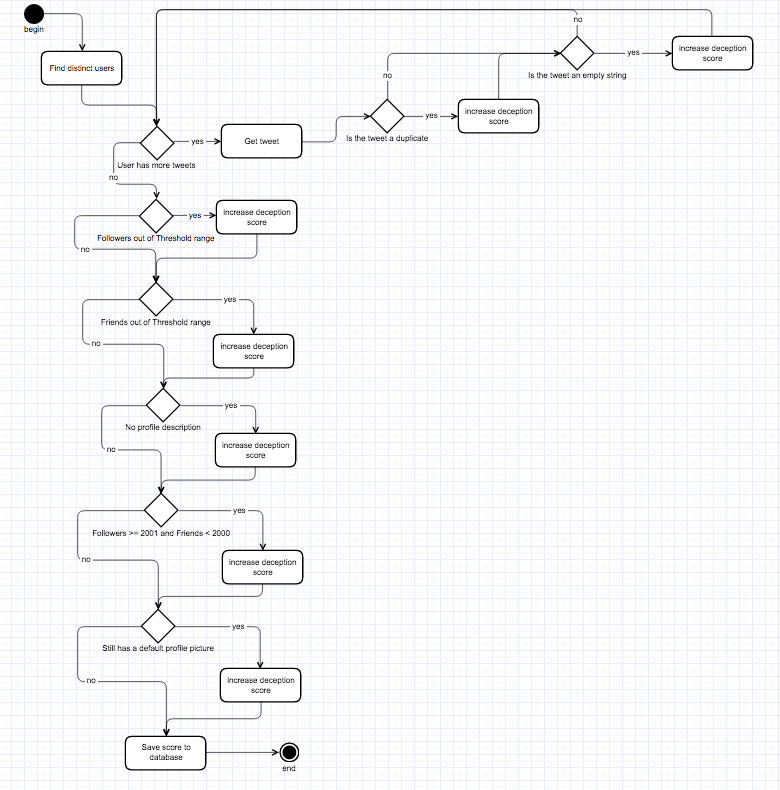 begin
Find distinct users
no
Is the tweet an empty string
yes
increase deception
score
no
Is the tweet a duplicate
yes
increase deception
score
User has more tweets
yes
Get tweet
no
Followers out of Threshold range
yes
increase deception
score
no
Friends out of Threshold range
yes
increase deception
score
no
No profile description
yes
increase deception
score
no
Followers >= 2001 and Friends < 2000
yes
increase deception
score
no
Still has a default profile picture
yes
increase deception
score
no
Save score to
database
end